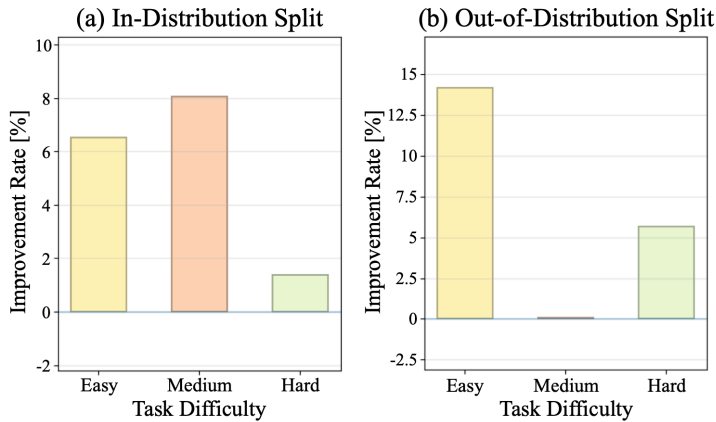 (a) In-Distribution Split
Improvement Rate [%]
10
8
6
4
2
0
-2
Easy Medium Hard
Task Difficulty
(b) Out-of-Distribution Split
Improvement Rate [%]
15
12.5
10
7.5
5
2.5
0
-2.5
Easy Medium Hard
Task Difficulty